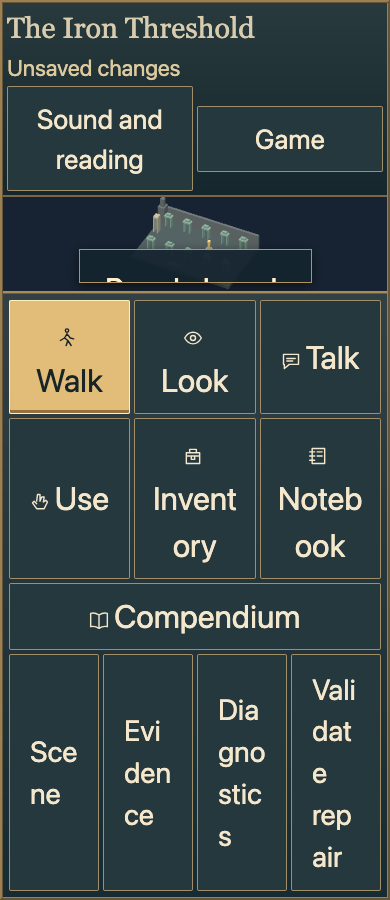 The Iron Threshold
Unsaved changes
Sound and
reading
Game
Walk
Look
Talk
Use
Invent
ory
Noteb
ook
Compendium
Sce
ne
Evi
den
ce
Dia
gno
stic
s
Vali
dat
e
rep
air